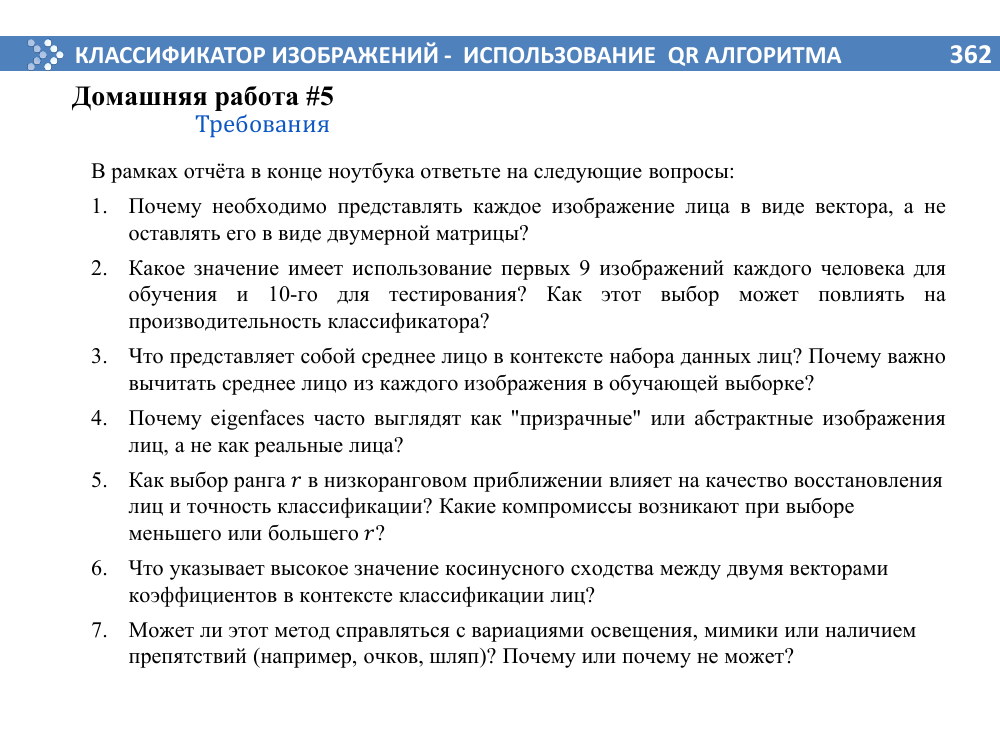 КЛАССИФИКАТОР ИЗОБРАЖЕНИЙ - ИСПОЛЬЗОВАНИЕ QR АЛГОРИТМА 362
Домашняя работа #5
Требования
В рамках отчёта в конце ноутбука ответьте на следующие вопросы:
1. Почему необходимо представлять каждое изображение лица в виде вектора, а не
оставлять его в виде двумерной матрицы?
2. Какое значение имеет использование первых 9 изображений каждого человека для
обучения и 10-го для тестирования? Как этот выбор может повлиять на
производительность классификатора?
3. Что представляет собой среднее лицо в контексте набора данных лиц? Почему важно
вычитать среднее лицо из каждого изображения в обучающей выборке?
4. Почему eigenfaces часто выглядят как "призрачные" или абстрактные изображения
лиц, а не как реальные лица?
5. Как выбор ранга r в низкоранговом приближении влияет на качество восстановления
лиц и точность классификации? Какие компромиссы возникают при выборе
меньшего или большего r?
6. Что указывает высокое значение косинусного сходства между двумя векторами
коэффициентов в контексте классификации лиц?
7. Может ли этот метод справляться с вариациями освещения, мимики или наличием
препятствий (например, очков, шляп)? Почему или почему не может?